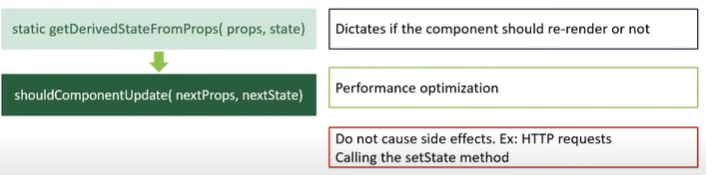 static getDerivedStateFromProps( props, state)
Dictates if the component should re-render or not
shouldComponentUpdate( nextProps, nextState)
Performance optimization
Do not cause side effects. Ex: HTTP requests
Calling the setState method